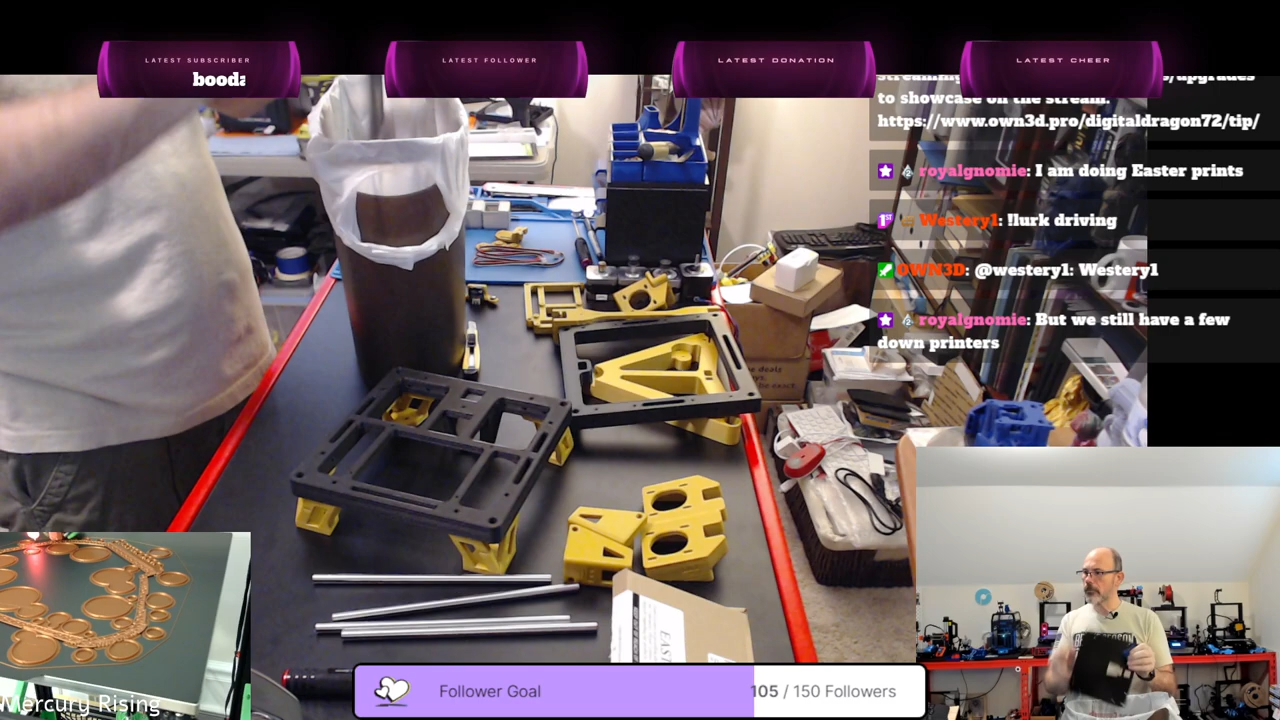 LATEST SUBSCRIBER
booda
LATEST FOLLOWER
LATEST DONATION
LATEST CHEER
to showcase on the stream.
https://www.own3d.pro/digitaldragon72/tip/
royalgnomie: I am doing Easter prints
1ST Westery1: !lurk driving
OWN3D: @westery1: Westery1
royalgnomie: But we still have a few
down printers
Mercury Rising
Follower Goal
105 / 150 Followers